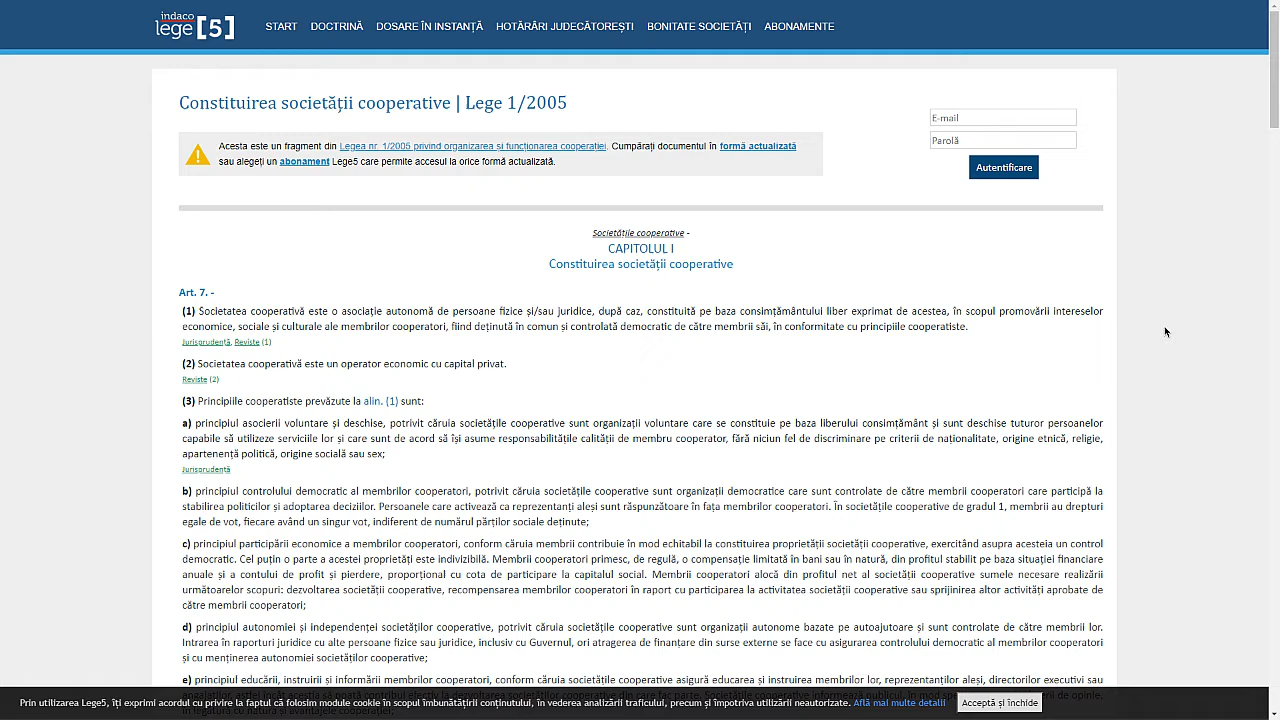 indaco
lege [5]
START DOCTRINĂ DOSARE ÎN INSTANȚĂ HOTĂRÂRI JUDECĂTOREȘTI BONITATE SOCIETĂȚI ABONAMENTE
Constituirea societății cooperative | Lege 1/2005
Acesta este un fragment din Legea nr. 1/2005 privind organizarea și funcționarea cooperației. Cumpărați documentul în formă actualizată
sau alegeți un abonament Lege5 care permite accesul la orice formă actualizată.
E-mail
Parolă
Autentificare
Societățile cooperative -
CAPITOLUL I
Constituirea societății cooperative
Art. 7. -
(1) Societatea cooperativă este o asociație autonomă de persoane fizice și/sau juridice, după caz, constituită pe baza consimțământului liber exprimat de acestea, în scopul promovării intereselor
economice, sociale și culturale ale membrilor cooperatori, fiind deținută în comun și controlată democratic de către membrii săi, în conformitate cu principiile cooperatiste.
Jurisprudență, Reviste (1)
(2) Societatea cooperativă este un operator economic cu capital privat.
Reviste (2)
(3) Principiile cooperatiste prevăzute la alin. (1) sunt:
a) principiul asocierii voluntare și deschise, potrivit căruia societățile cooperative sunt organizații voluntare care se constituie pe baza liberului consimțământ și sunt deschise tuturor persoanelor
capabile să utilizeze serviciile lor și care sunt de acord să își asume responsabilitățile calității de membru cooperator, fără niciun fel de discriminare pe criterii de naționalitate, origine etnică, religie,
apartenență politică, origine socială sau sex;
Jurisprudență
b) principiul controlului democratic al membrilor cooperatori, potrivit căruia societățile cooperative sunt organizații democratice care sunt controlate de către membrii cooperatori care participă la
stabilirea politicilor și adoptarea deciziilor. Persoanele care activează ca reprezentanți aleși sunt răspunzătoare în fața membrilor cooperatori. În societățile cooperative de gradul 1, membrii au drepturi
egale de vot, fiecare având un singur vot, indiferent de numărul părților sociale deținute;
c) principiul participării economice a membrilor cooperatori, conform căruia membrii contribuie în mod echitabil la constituirea proprietății societății cooperative, exercitând asupra acesteia un control
democratic. Cel puțin o parte a acestei proprietăți este indivizibilă. Membrii cooperatori primesc, de regulă, o compensație limitată în bani sau în natură, din profitul stabilit pe baza situației financiare
anuale și a contului de profit și pierdere, proporțional cu cota de participare la capitalul social. Membrii cooperatori alocă din profitul net al societății cooperative sumele necesare realizării
următoarelor scopuri: dezvoltarea societății cooperative, recompensarea membrilor cooperatori în raport cu participarea la activitatea societății cooperative sau sprijinirea altor activități aprobate de
către membrii cooperatori;
d) principiul autonomiei și independenței societăților cooperative, potrivit căruia societățile cooperative sunt organizații autonome bazate pe autoajutoare și sunt controlate de către membrii lor.
Intrarea în raporturi juridice cu alte persoane fizice sau juridice, inclusiv cu Guvernul, ori atragerea de finanțare din surse externe se face cu asigurarea controlului democratic al membrilor cooperatori
și cu menținerea autonomiei societăților cooperative;
e) principiul educării, instruirii și informării membrilor cooperatori, conform căruia societățile cooperative asigură educarea și instruirea membrilor lor, reprezentanților aleși, directorilor executivi sau
Prin utilizarea Lege5, îți exprimi acordul cu privire la faptul că folosim module cookie în scopul îmbunătățirii conținutului, în vederea analizării traficului, precum și împotriva utilizării neautorizate. Află mai multe detalii Acceptă și închide